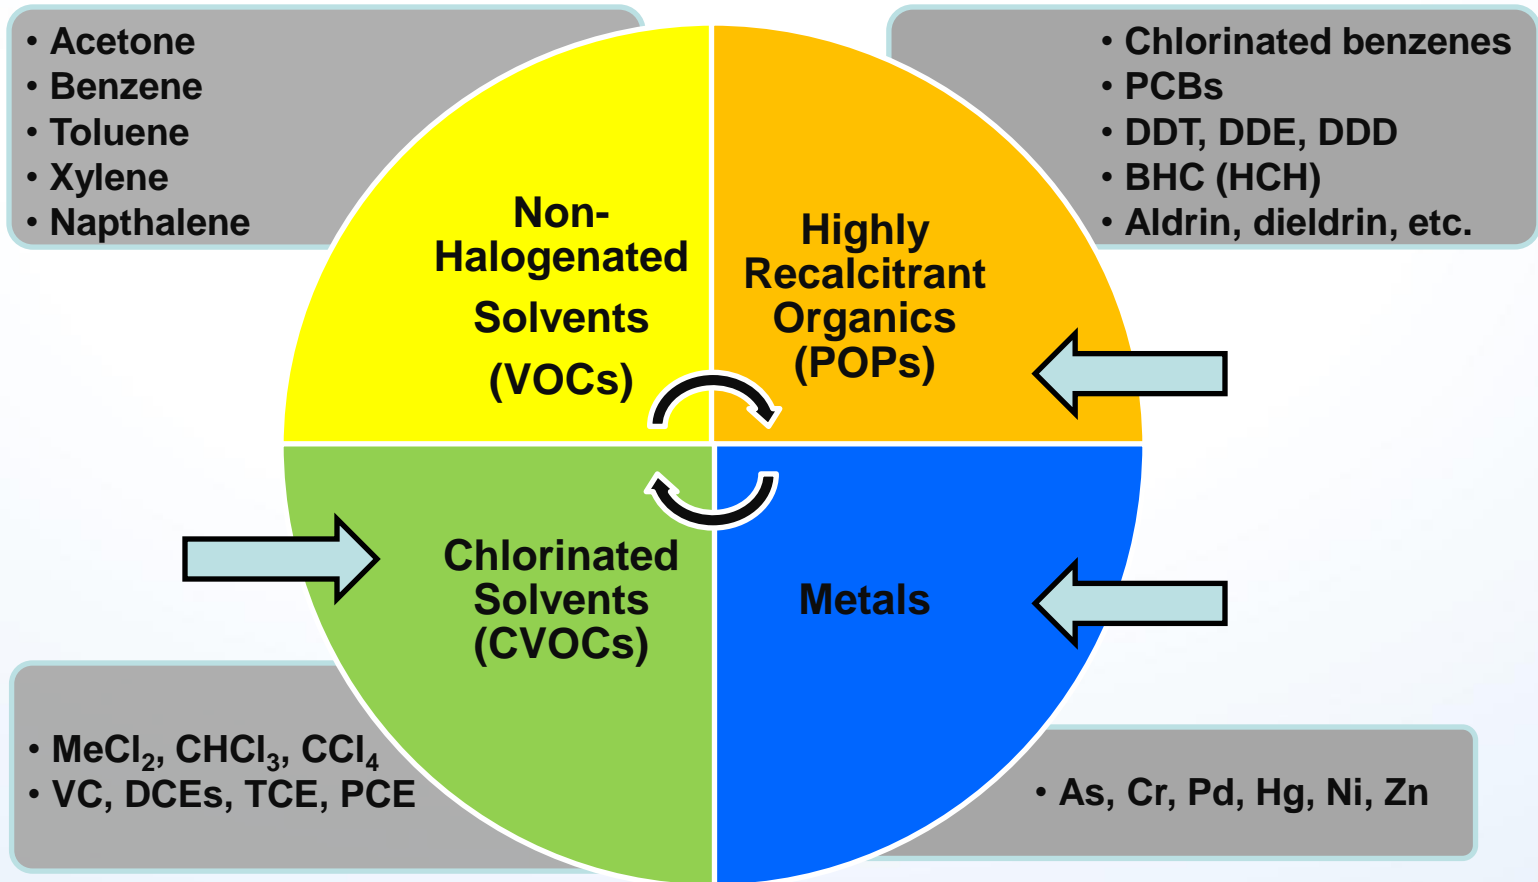 • Acetone
• Benzene
• Toluene
• Xylene
• Napthalene
• Chlorinated benzenes
• PCBs
• DDT, DDE, DDD
• BHC (HCH)
• Aldrin, dieldrin, etc.
Non-
Halogenated
Solvents
(VOCs)
Highly
Recalcitrant
Organics
(POPs)
Chlorinated
Solvents
(CVOCs)
Metals
• MeCl₂, CHCl₃, CCl₄
• VC, DCEs, TCE, PCE
• As, Cr, Pd, Hg, Ni, Zn